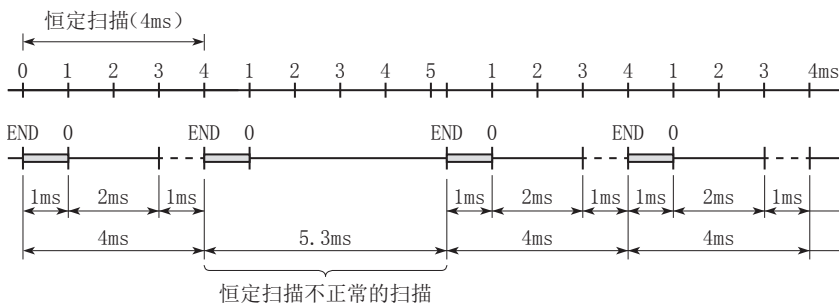 恒定扫描(4ms)
0 1 2 3 4 1 2 3 4 5 1 2 3 4 1 2 3 4ms
END 0 END 0 END 0 END 0
1ms 2ms 1ms 1ms 2ms 1ms 1ms 2ms 1ms
4ms 5.3ms 4ms 4ms
恒定扫描不正常的扫描